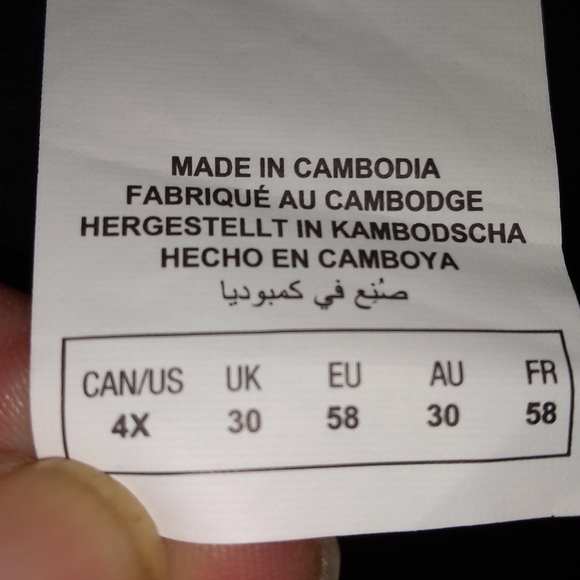 MADE IN CAMBODIA
FABRIQUÉ AU CAMBODGE
HERGESTELLT IN KAMBODSCHA
HECHO EN CAMBOYA
صُنِع في كمبوديا
CAN/US UK EU AU FR
4X 30 58 30 58